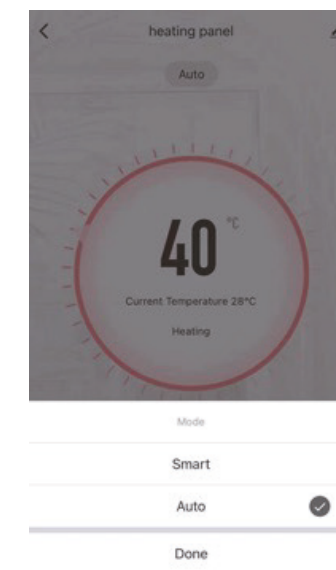 heating panel
Auto
40 °C
Current Temperature 28°C
Heating
Mode
Smart
Auto
Done